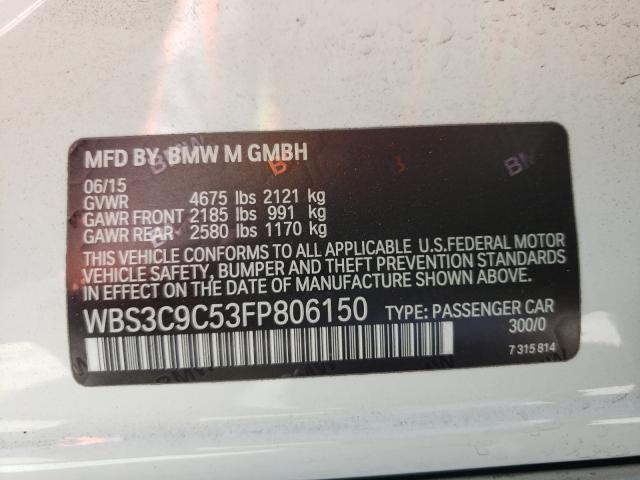 MFD BY BMW M GMBH
06/15
GVWR 4675 lbs 2121 kg
GAWR FRONT 2185 lbs 991 kg
GAWR REAR 2580 lbs 1170 kg
THIS VEHICLE CONFORMS TO ALL APPLICABLE U.S.FEDERAL MOTOR
VEHICLE SAFETY, BUMPER AND THEFT PREVENTION STANDARDS
IN EFFECT ON THE DATE OF MANUFACTURE SHOWN ABOVE.
WBS3C9C53FP806150 TYPE: PASSENGER CAR
300/0
7 315 814